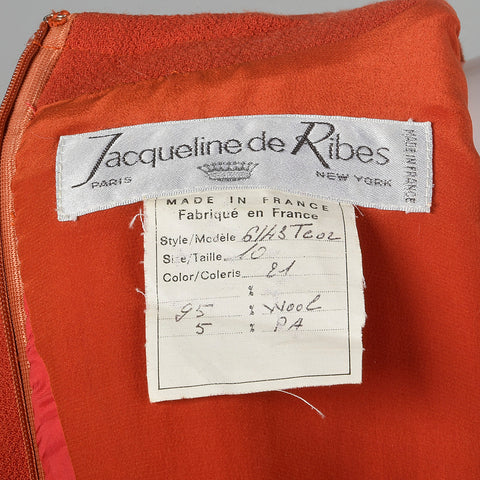 Jacqueline de Ribes
PARIS
NEW YORK
MADE IN FRANCE
MADE IN FRANCE
Fabriqué en France
Style/Modèle
Size/Taille 10
Color/Coloris 21
%
95 % WOOL
5 % PA
%